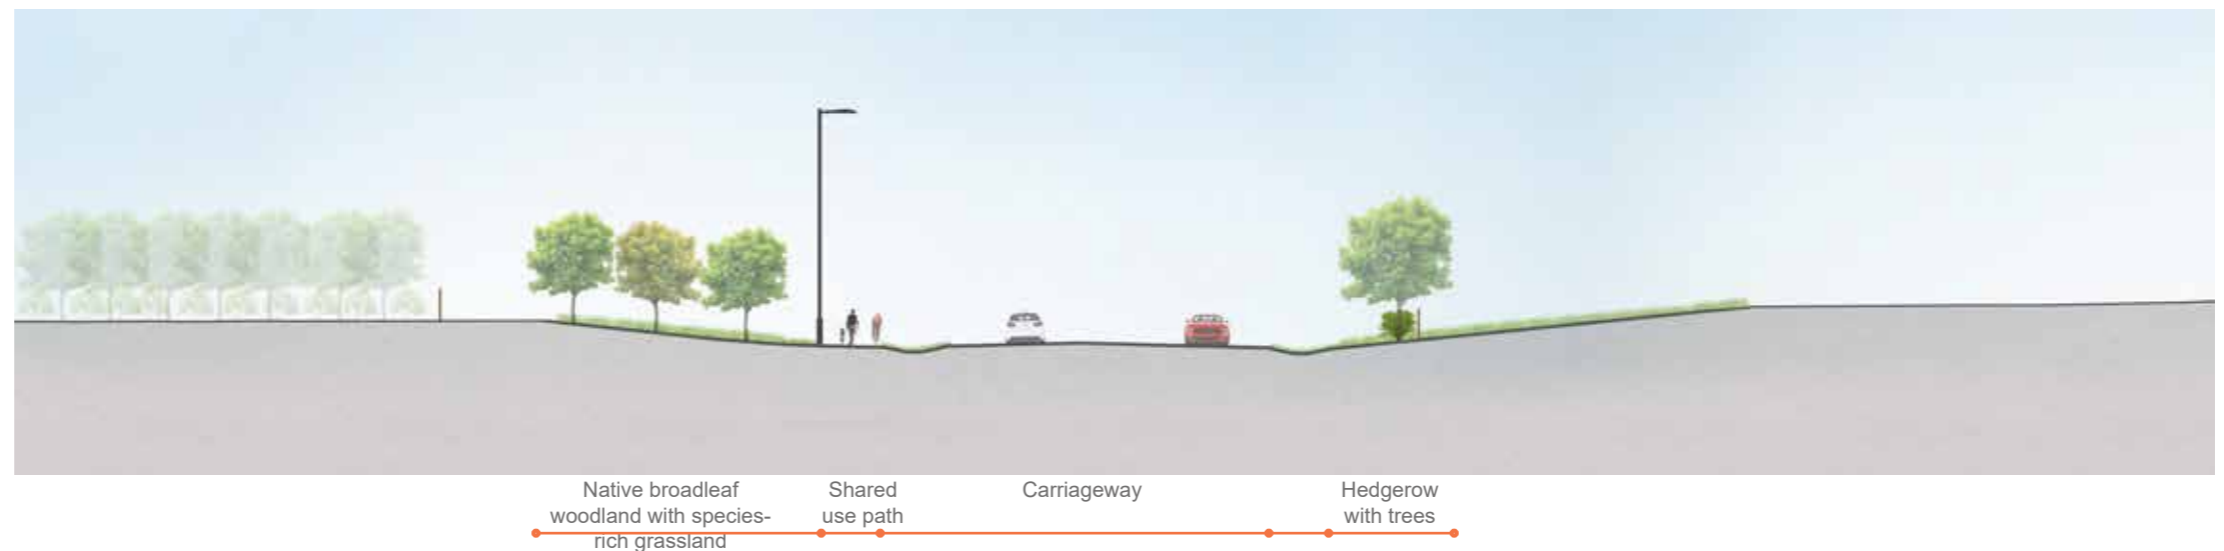 Native broadleaf
woodland with species-
rich grassland
Shared
use path
Carriageway
Hedgerow
with trees